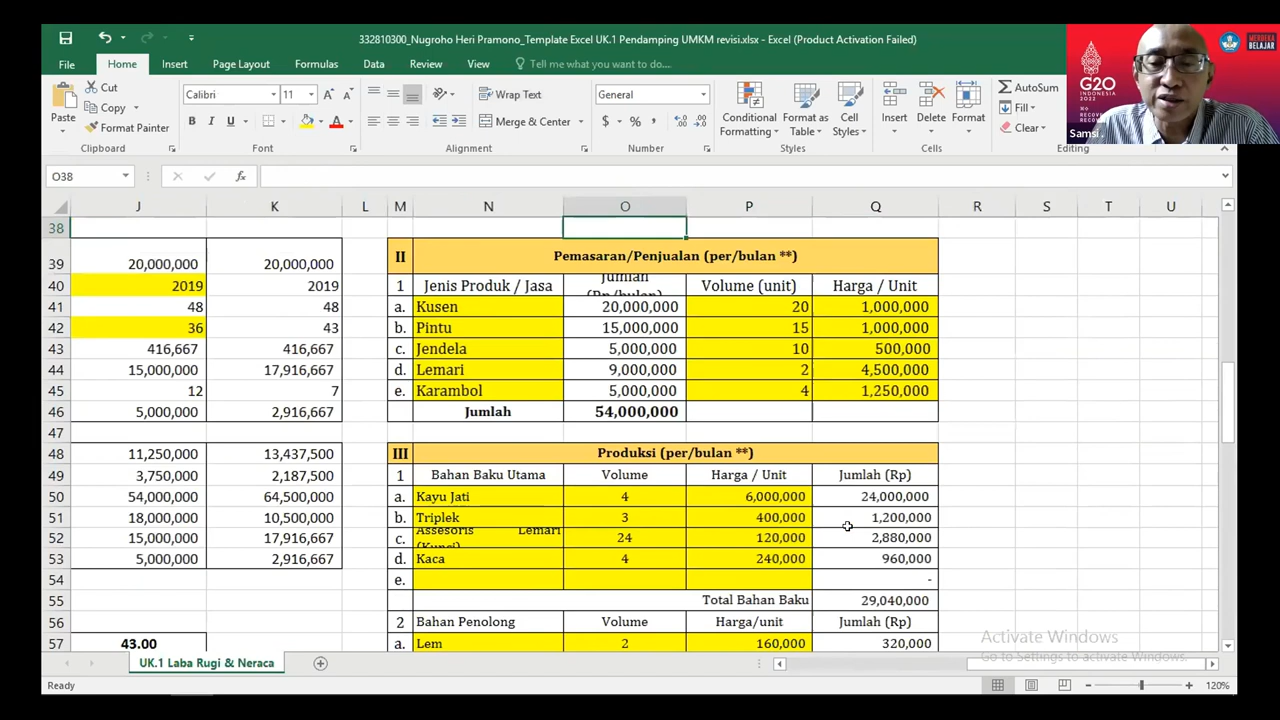 332810300_Nugroho Heri Pramono_Template Excel UK.1 Pendamping UMKM revisi.xlsx - Excel (Product Activation Failed)
File Home Insert Page Layout Formulas Data Review View Tell me what you want to do...
G20
INDONESIA
2022
MERDEKA
BELAJAR
Samsi
Paste
Cut
Copy
Format Painter
Clipboard
Calibri 11
B I U
Font
Wrap Text
Merge & Center
Alignment
General
$ % ,
Number
Conditional Formatting
Format as Table
Cell Styles
Styles
Insert Delete Format
Cells
AutoSum
Fill
Clear
Editing
O38 fx
J K L M N O P Q R S T U
38
39 20,000,000 20,000,000 II Pemasaran/Penjualan (per/bulan **)
40 2019 2019 1 Jenis Produk / Jasa Jumlah (Rp/bulan) Volume (unit) Harga / Unit
41 48 48 a. Kusen 20,000,000 20 1,000,000
42 36 43 b. Pintu 15,000,000 15 1,000,000
43 416,667 416,667 c. Jendela 5,000,000 10 500,000
44 15,000,000 17,916,667 d. Lemari 9,000,000 2 4,500,000
45 12 7 e. Karambol 5,000,000 4 1,250,000
46 5,000,000 2,916,667 Jumlah 54,000,000
47
48 11,250,000 13,437,500 III Produksi (per/bulan **)
49 3,750,000 2,187,500 1 Bahan Baku Utama Volume Harga / Unit Jumlah (Rp)
50 54,000,000 64,500,000 a. Kayu Jati 4 6,000,000 24,000,000
51 18,000,000 10,500,000 b. Triplek 3 400,000 1,200,000
52 15,000,000 17,916,667 c. Assesoris Lemari (Kunci) 24 120,000 2,880,000
53 5,000,000 2,916,667 d. Kaca 4 240,000 960,000
54 e. -
55 Total Bahan Baku 29,040,000
56 2 Bahan Penolong Volume Harga/unit Jumlah (Rp)
57 43.00 a. Lem 2 160,000 320,000
Activate Windows
Go to Settings to activate Windows.
UK.1 Laba Rugi & Neraca
Ready 120%